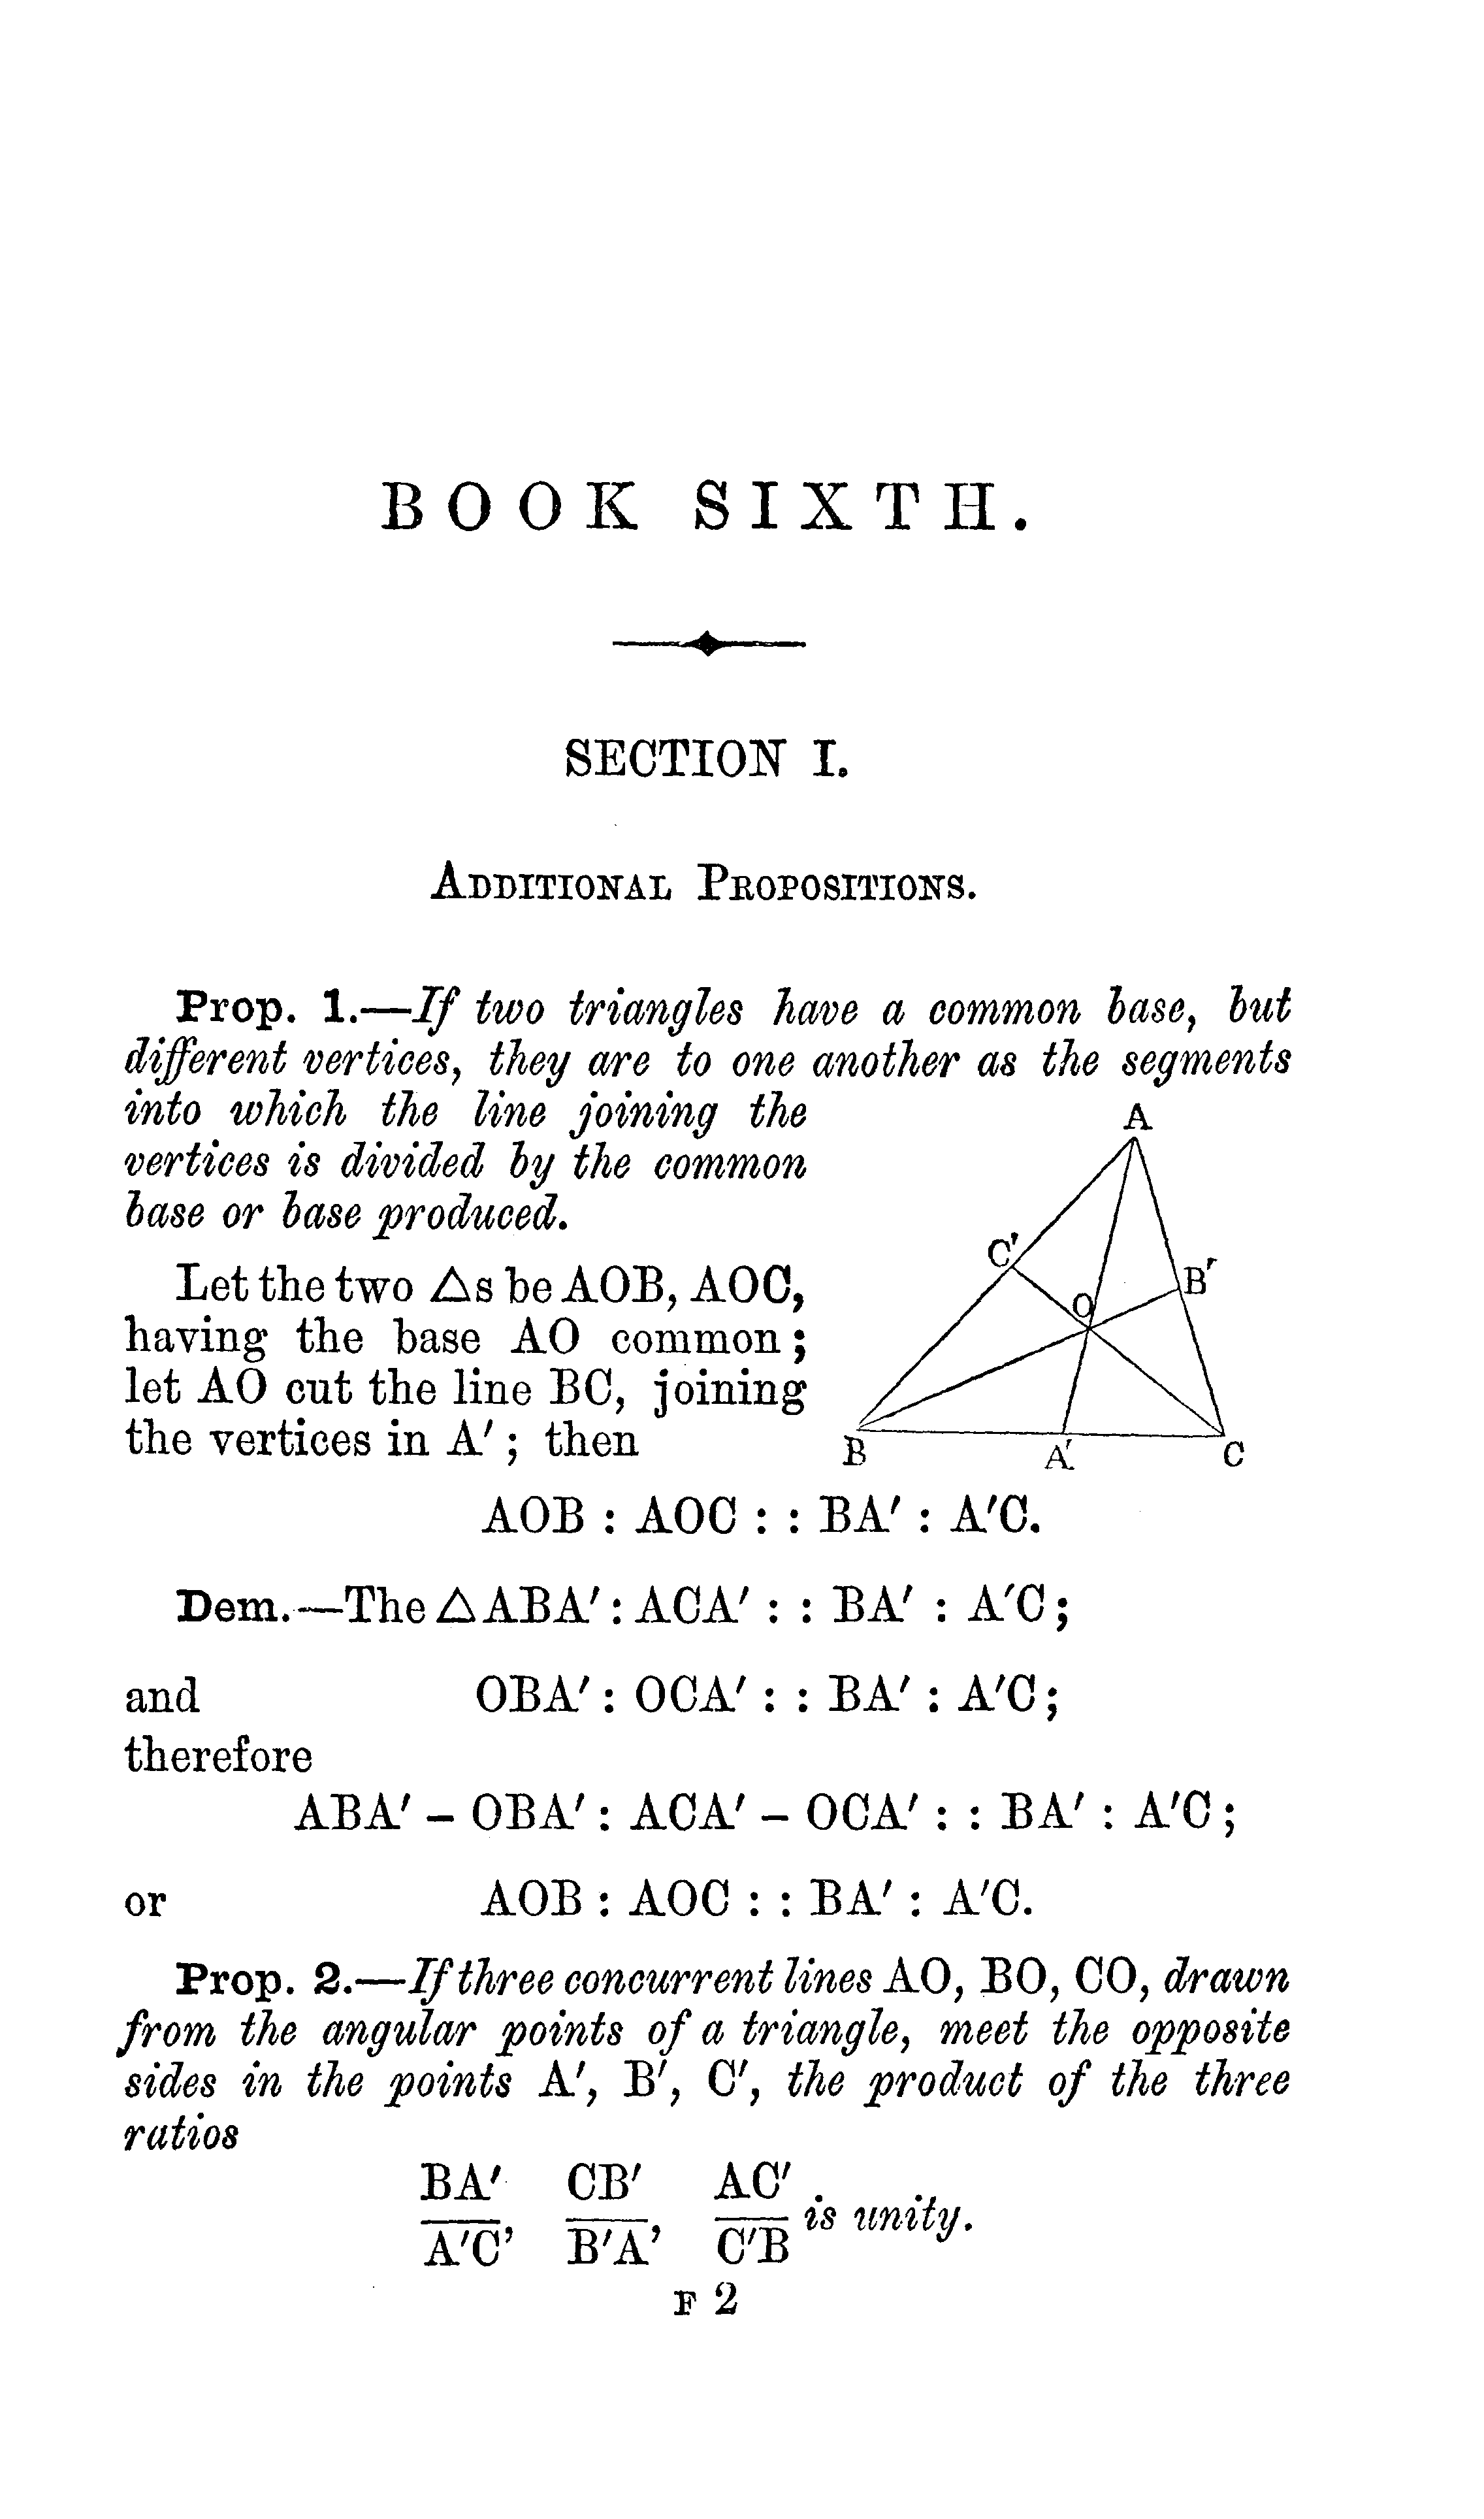 BOOK SIXTH.
SECTION I.
Additional Propositions.
Prop. 1.—If two triangles have a common base, but
different vertices, they are to one another as the segments
into which the line joining the
vertices is divided by the common
base or base produced.
Let the two △s be AOB, AOC,
having the base AO common;
let AO cut the line BC, joining
the vertices in A′; then
A
C′
B′
O
B
A′
C
AOB : AOC : : BA′ : A′C.
Dem.—The △ ABA′ : ACA′ : : BA′ : A′C;
and OBA′ : OCA′ : : BA′ : A′C;
therefore
ABA′ – OBA′ : ACA′ – OCA′ : : BA′ : A′C;
or AOB : AOC : : BA′ : A′C.
Prop. 2.—If three concurrent lines AO, BO, CO, drawn
from the angular points of a triangle, meet the opposite
sides in the points A′, B′, C′, the product of the three
ratios
BA′/A′C, CB′/B′A, AC′/C′B is unity.
F 2